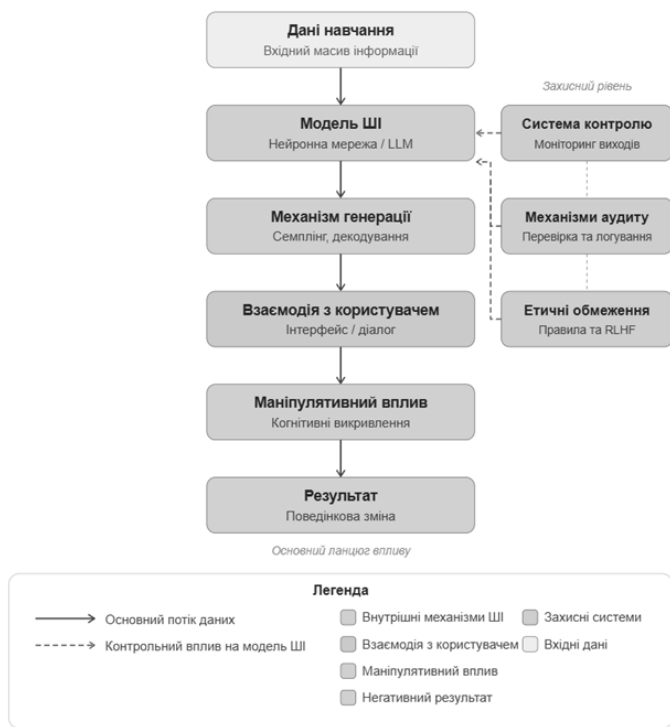 Дані навчання
Вхідний масив інформації
Захисний рівень
Модель ШІ
Нейронна мережа / LLM
Система контролю
Моніторинг виходів
Механізм генерації
Семплінг, декодування
Механізми аудиту
Перевірка та логування
Взаємодія з користувачем
Інтерфейс / діалог
Етичні обмеження
Правила та RLHF
Маніпулятивний вплив
Когнітивні викривлення
Результат
Поведінкова зміна
Основний ланцюг впливу
Легенда
Основний потік даних
Контрольний вплив на модель ШІ
Внутрішні механізми ШІ
Захисні системи
Взаємодія з користувачем
Вхідні дані
Маніпулятивний вплив
Негативний результат